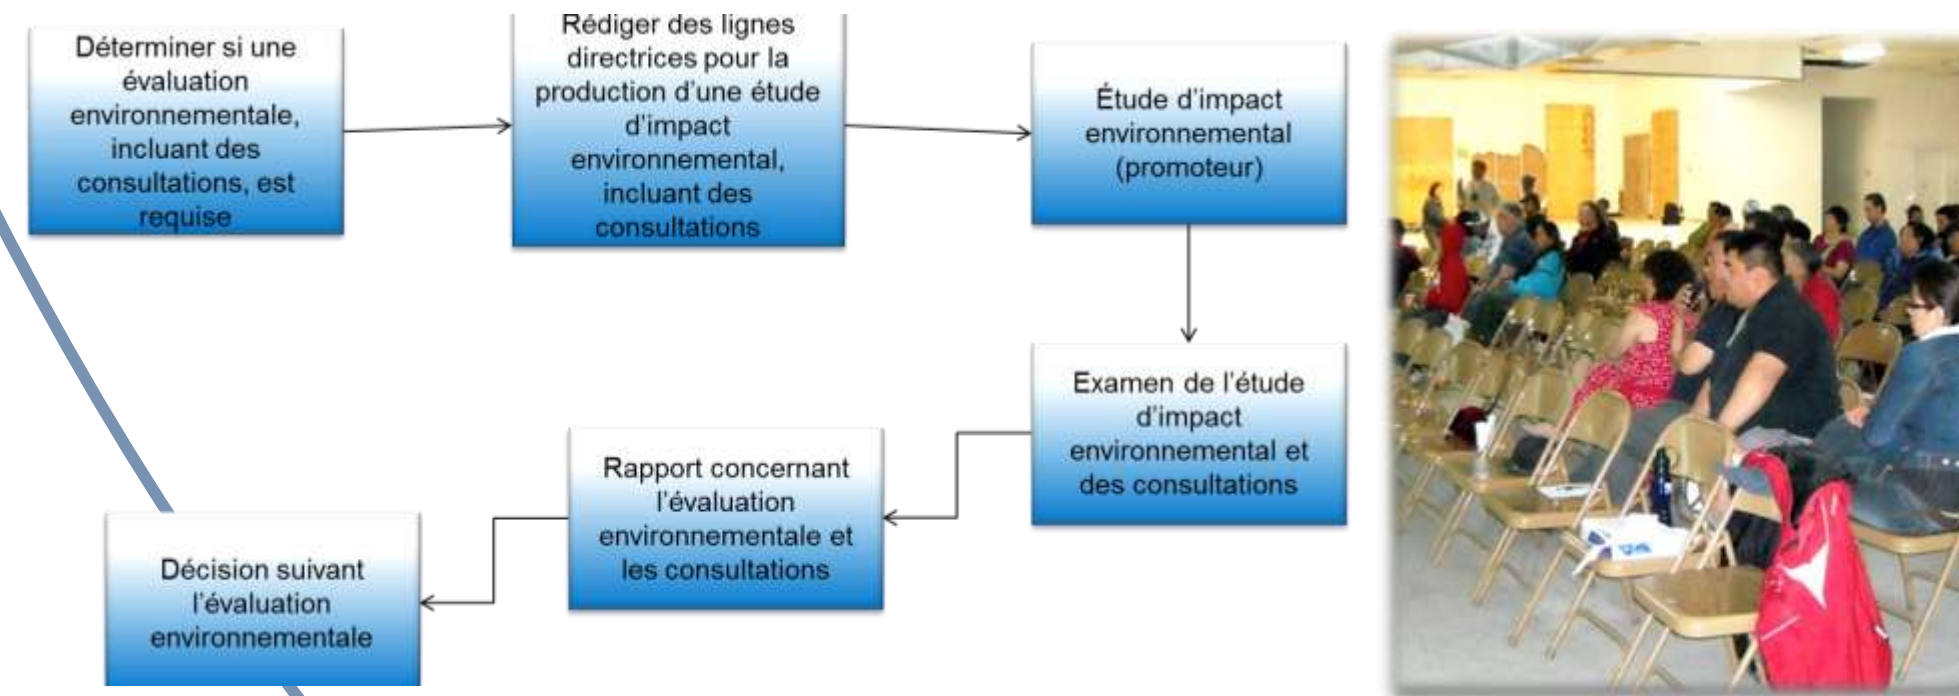 Déterminer si une
évaluation
environnementale,
incluant des
consultations, est
requise
Rédiger des lignes
directrices pour la
production d'une étude
d'impact
environnemental,
incluant des
consultations
Étude d'impact
environnemental
(promoteur)
Examen de l'étude
d'impact
environnemental et
des consultations
Rapport concernant
l'évaluation
environnementale et
les consultations
Décision suivant
l'évaluation
environnementale